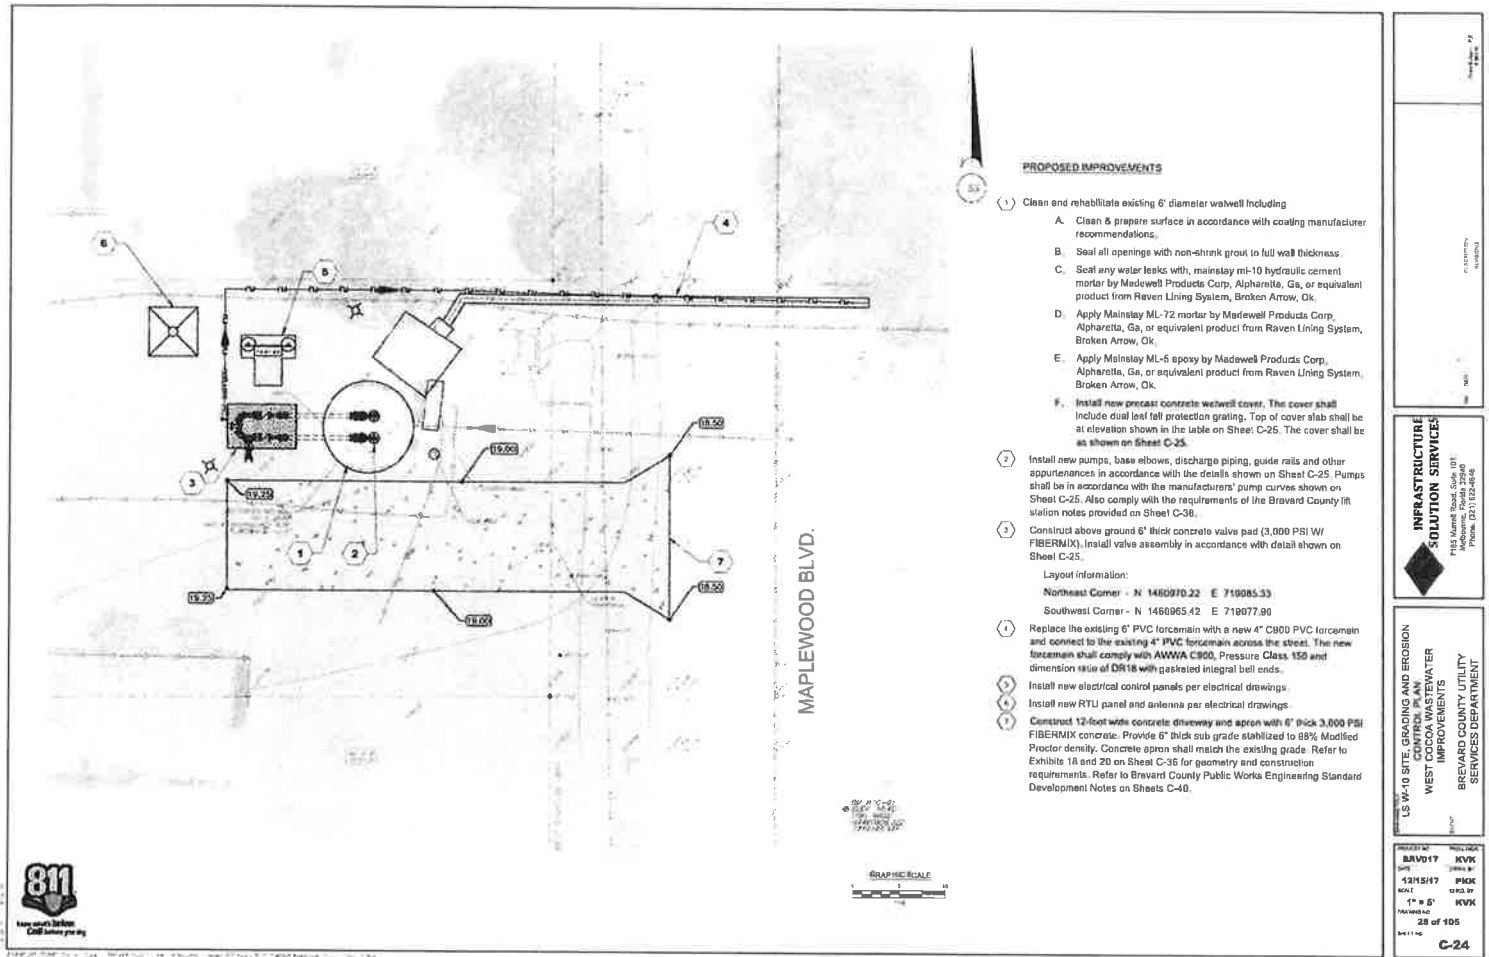 PROPOSED IMPROVEMENTS
1 Clean and rehabilitate existing 6' diameter wetwell including
A. Clean & prepare surface in accordance with coating manufacturer
recommendations.
B. Seal all openings with non-shrink grout to full wall thickness.
C. Seal any water leaks with, mainstay ml-10 hydraulic cement
mortar by Madewell Products Corp, Alpharetta, Ga, or equivalent
product from Raven Lining System, Broken Arrow, Ok.
D. Apply Mainstay ML-72 mortar by Madewell Products Corp,
Alpharetta, Ga, or equivalent product from Raven Lining System,
Broken Arrow, Ok.
E. Apply Mainstay ML-5 epoxy by Madewell Products Corp,
Alpharetta, Ga, or equivalent product from Raven Lining System,
Broken Arrow, Ok.
F. Install new precast concrete wetwell cover. The cover shall
include dual leaf fall protection grating. Top of cover slab shall be
at elevation shown in the table on Sheet C-25. The cover shall be
as shown on Sheet C-25.
2 Install new pumps, base elbows, discharge piping, guide rails and other
appurtenances in accordance with the details shown on Sheet C-25. Pumps
shall be in accordance with the manufacturers' pump curves shown on
Sheet C-25. Also comply with the requirements of the Brevard County lift
station notes provided on Sheet C-38.
3 Construct above ground 6" thick concrete valve pad (3,000 PSI W/
FIBERMIX). Install valve assembly in accordance with detail shown on
Sheet C-25.
Layout information:
Northeast Corner - N 1460970.22 E 719085.33
Southwest Corner - N 1460965.42 E 719077.90
4 Replace the existing 6" PVC forcemain with a new 4" C900 PVC forcemain
and connect to the existing 4" PVC forcemain across the street. The new
forcemain shall comply with AWWA C900, Pressure Class 150 and
dimension ratio of DR18 with gasketed integral bell ends.
5 Install new electrical control panels per electrical drawings.
6 Install new RTU panel and antenna per electrical drawings.
7 Construct 12-foot wide concrete driveway and apron with 6" thick 3,000 PSI
FIBERMIX concrete. Provide 6" thick sub grade stabilized to 98% Modified
Proctor density. Concrete apron shall match the existing grade. Refer to
Exhibits 18 and 20 on Sheet C-36 for geometry and construction
requirements. Refer to Brevard County Public Works Engineering Standard
Development Notes on Sheets C-40.
4
6
5
18.50
19.00
3
19.25
1
2
7
18.50
19.25
19.00
MAPLEWOOD BLVD.
GRAPHIC SCALE
811
Know what's below.
Call before you dig.
INFRASTRUCTURE
SOLUTION SERVICES
7185 Murrell Road, Suite 101
Melbourne, Florida 32940
Phone: (321) 622-4646
LS W-10 SITE, GRADING AND EROSION
CONTROL PLAN
WEST COCOA WASTEWATER
IMPROVEMENTS
BREVARD COUNTY UTILITY
SERVICES DEPARTMENT
BRV017 KVK
DATE
12/15/17 PKK
SCALE
1" = 5' KVK
28 of 105
C-24